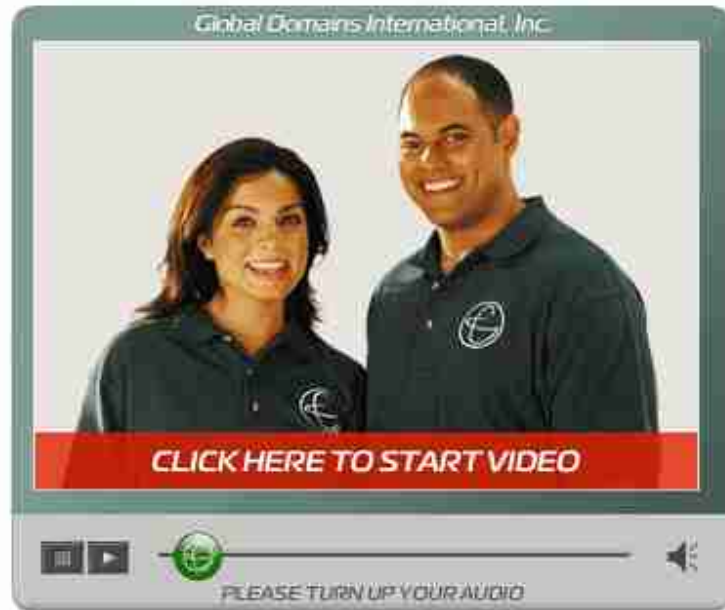 Global Domains International, Inc.
CLICK HERE TO START VIDEO
PLEASE TURN UP YOUR AUDIO